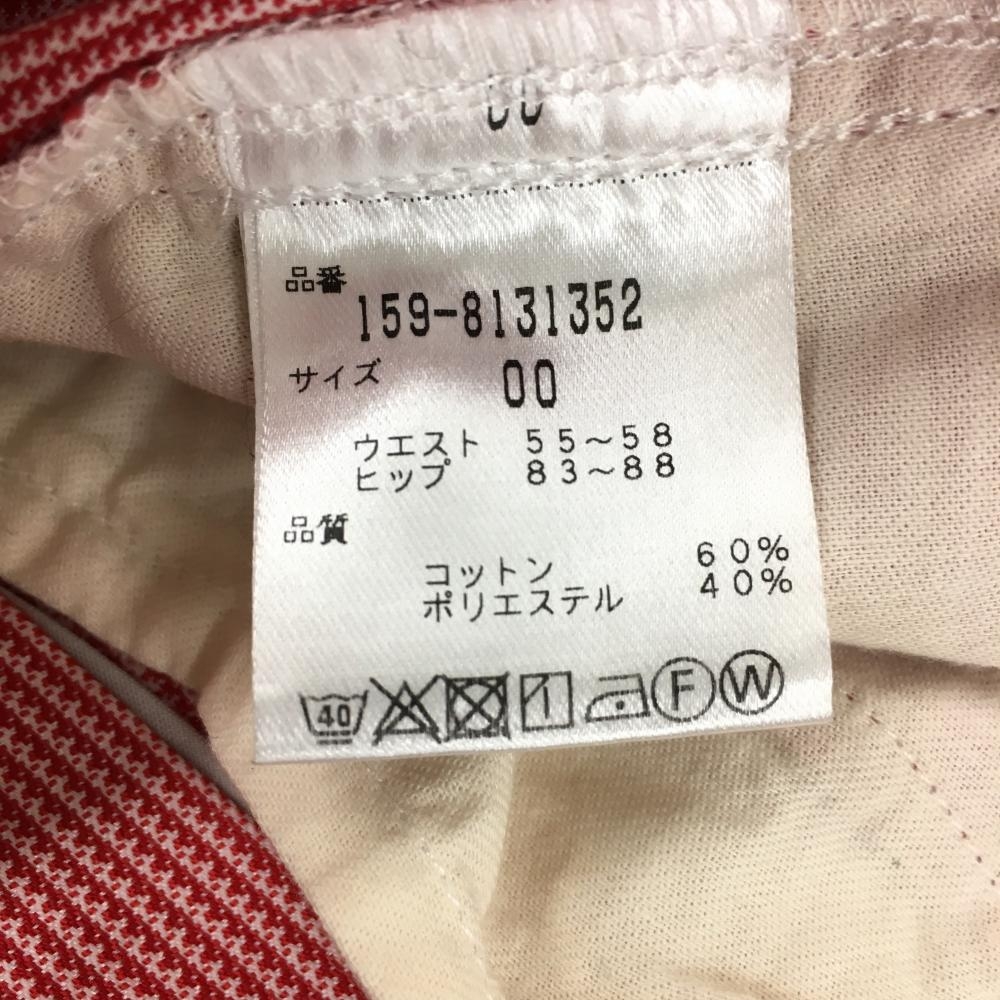 品番
159-8131352
サイズ 00
ウエスト 55～58
ヒップ 83～88
品質
コットン 60%
ポリエステル 40%
40 F W